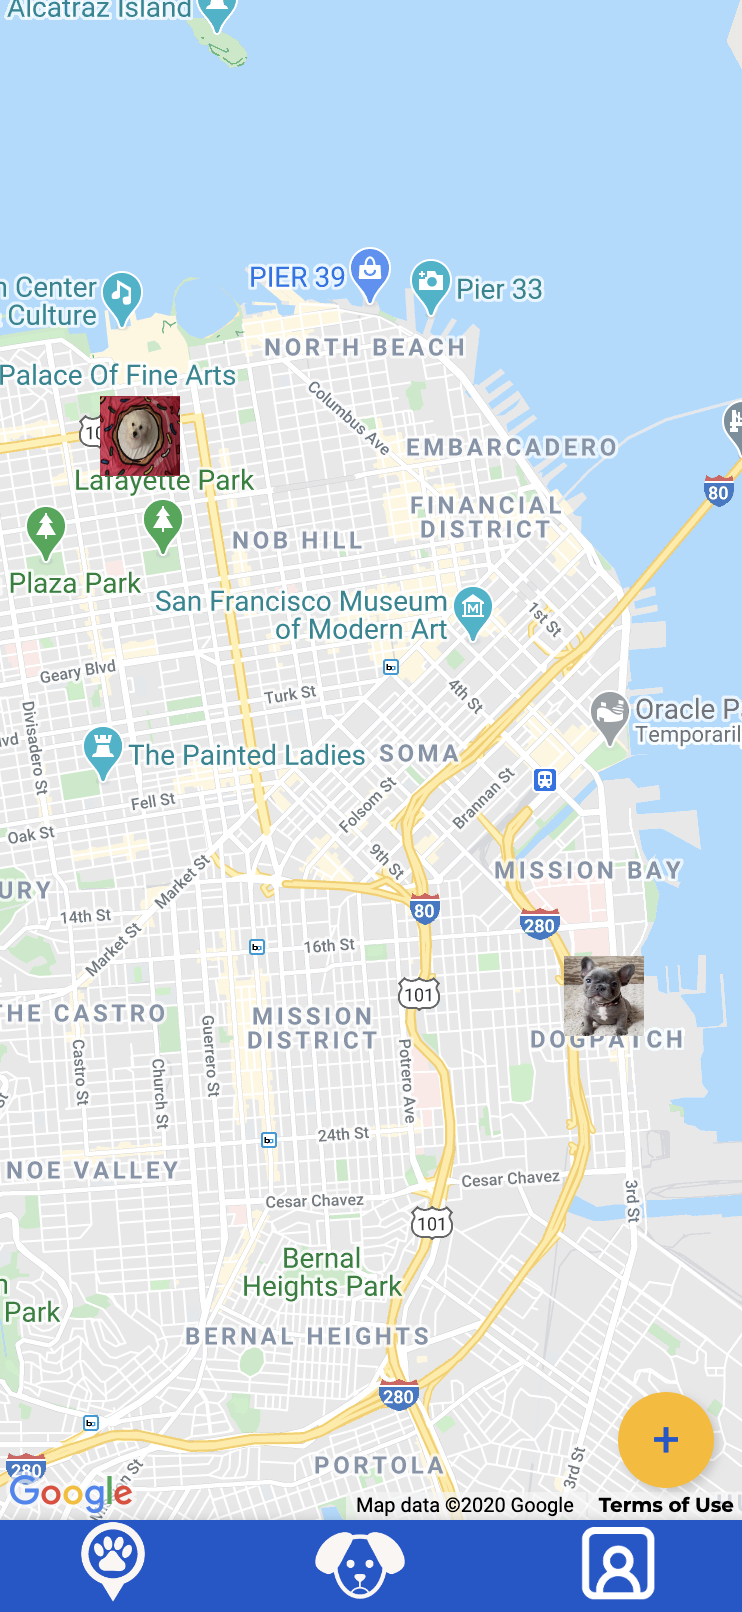 Alcatraz Island
PIER 39
Pier 33
n Center
Culture
NORTH BEACH
Palace Of Fine Arts
Columbus Ave
10
EMBARCADERO
80
Lafayette Park
FINANCIAL
DISTRICT
NOB HILL
Plaza Park
San Francisco Museum
of Modern Art
1st St
Geary Blvd
Turk St
4th St
Divisadero St
Oracle P
Temporaril
vd
The Painted Ladies
SOMA
Fell St
Folsom St
Brannan St
Oak St
9th St
Market St
MISSION BAY
URY
80
14th St
280
Market St
16th St
101
THE CASTRO
MISSION
DISTRICT
DOGPATCH
Castro St
Church St
Guerrero St
Potrero Ave
St
24th St
NOE VALLEY
Cesar Chavez
Cesar Chavez
3rd St
101
Bernal
Heights Park
n
Park
BERNAL HEIGHTS
280
+
PORTOLA
280
n St
3rd St
Google
Map data ©2020 Google
Terms of Use